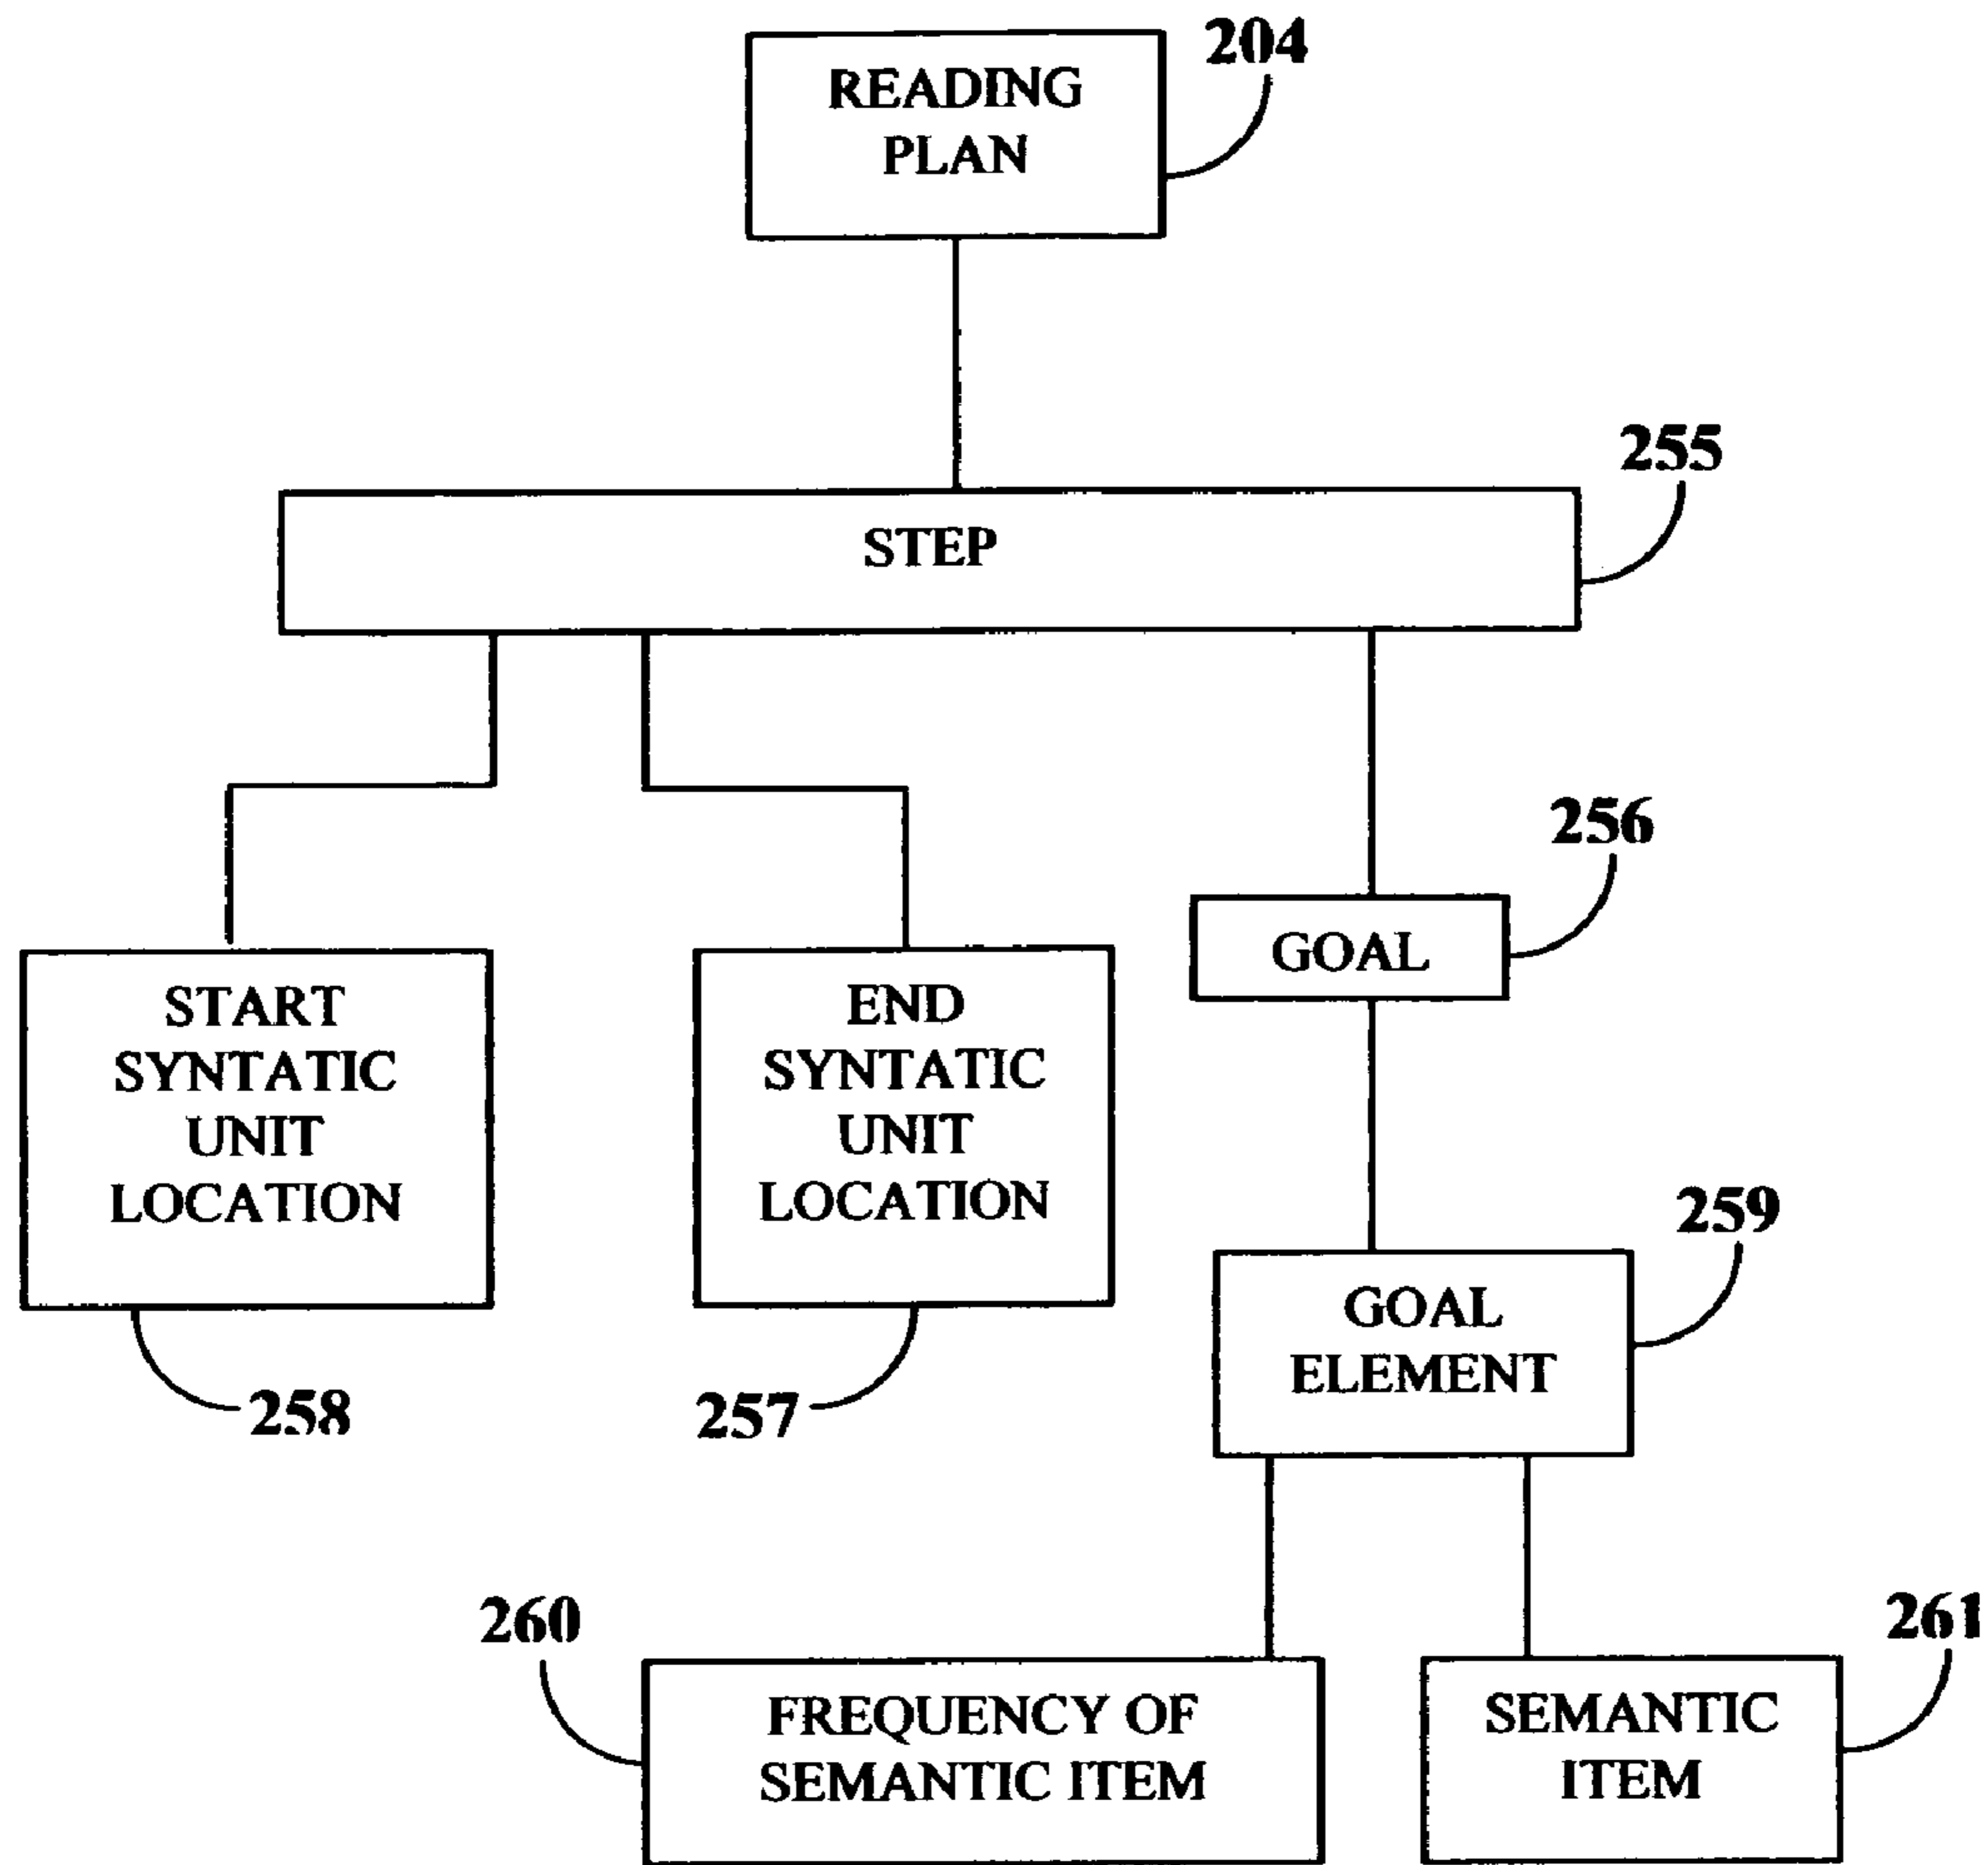 204
READING
PLAN
255
STEP
256
GOAL
START
SYNTATIC
UNIT
LOCATION
END
SYNTATIC
UNIT
LOCATION
259
GOAL
ELEMENT
258
257
260
261
FREQUENCY OF
SEMANTIC ITEM
SEMANTIC
ITEM